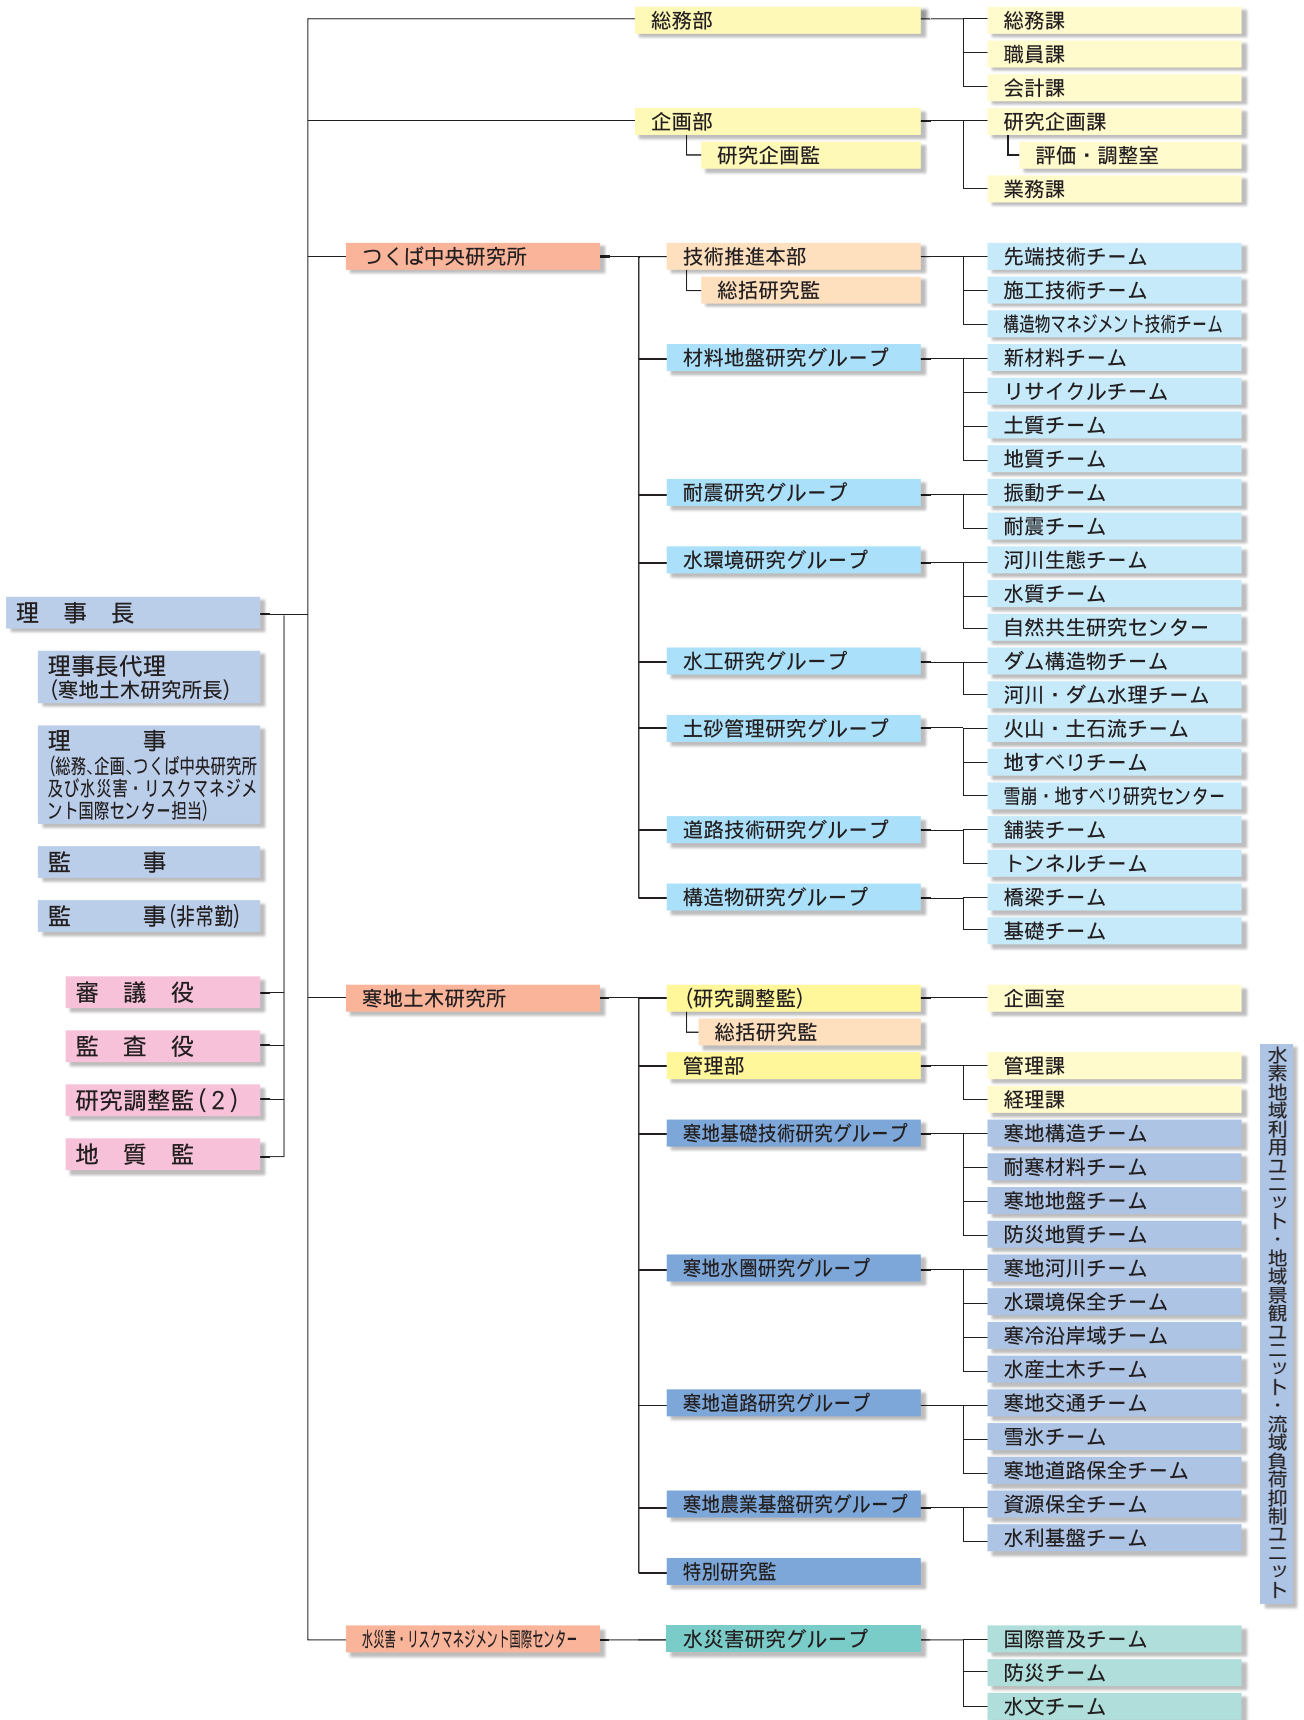 総務部
総務課
職員課
会計課
企画部
研究企画監
研究企画課
評価・調整室
業務課
つくば中央研究所
技術推進本部
総括研究監
先端技術チーム
施工技術チーム
構造物マネジメント技術チーム
材料地盤研究グループ
新材料チーム
リサイクルチーム
土質チーム
地質チーム
耐震研究グループ
振動チーム
耐震チーム
水環境研究グループ
河川生態チーム
水質チーム
自然共生研究センター
水工研究グループ
ダム構造物チーム
河川・ダム水理チーム
土砂管理研究グループ
火山・土石流チーム
地すべりチーム
雪崩・地すべり研究センター
道路技術研究グループ
舗装チーム
トンネルチーム
構造物研究グループ
橋梁チーム
基礎チーム
理　事　長
理事長代理
(寒地土木研究所長)
理　　　事
(総務､企画､つくば中央研究所
及び水災害・リスクマネジメ
ント国際センター担当)
監　　　事
監　　　事(非常勤)
審　議　役
監　査　役
研究調整監(２)
地　質　監
寒地土木研究所
(研究調整監)
総括研究監
企画室
管理部
管理課
経理課
寒地基礎技術研究グループ
寒地構造チーム
耐寒材料チーム
寒地地盤チーム
防災地質チーム
寒地水圏研究グループ
寒地河川チーム
水環境保全チーム
寒冷沿岸域チーム
水産土木チーム
寒地道路研究グループ
寒地交通チーム
雪氷チーム
寒地道路保全チーム
寒地農業基盤研究グループ
資源保全チーム
水利基盤チーム
特別研究監
水素地域利用ユニット・地域景観ユニット・流域負荷抑制ユニット
水災害・リスクマネジメント国際センター
水災害研究グループ
国際普及チーム
防災チーム
水文チーム